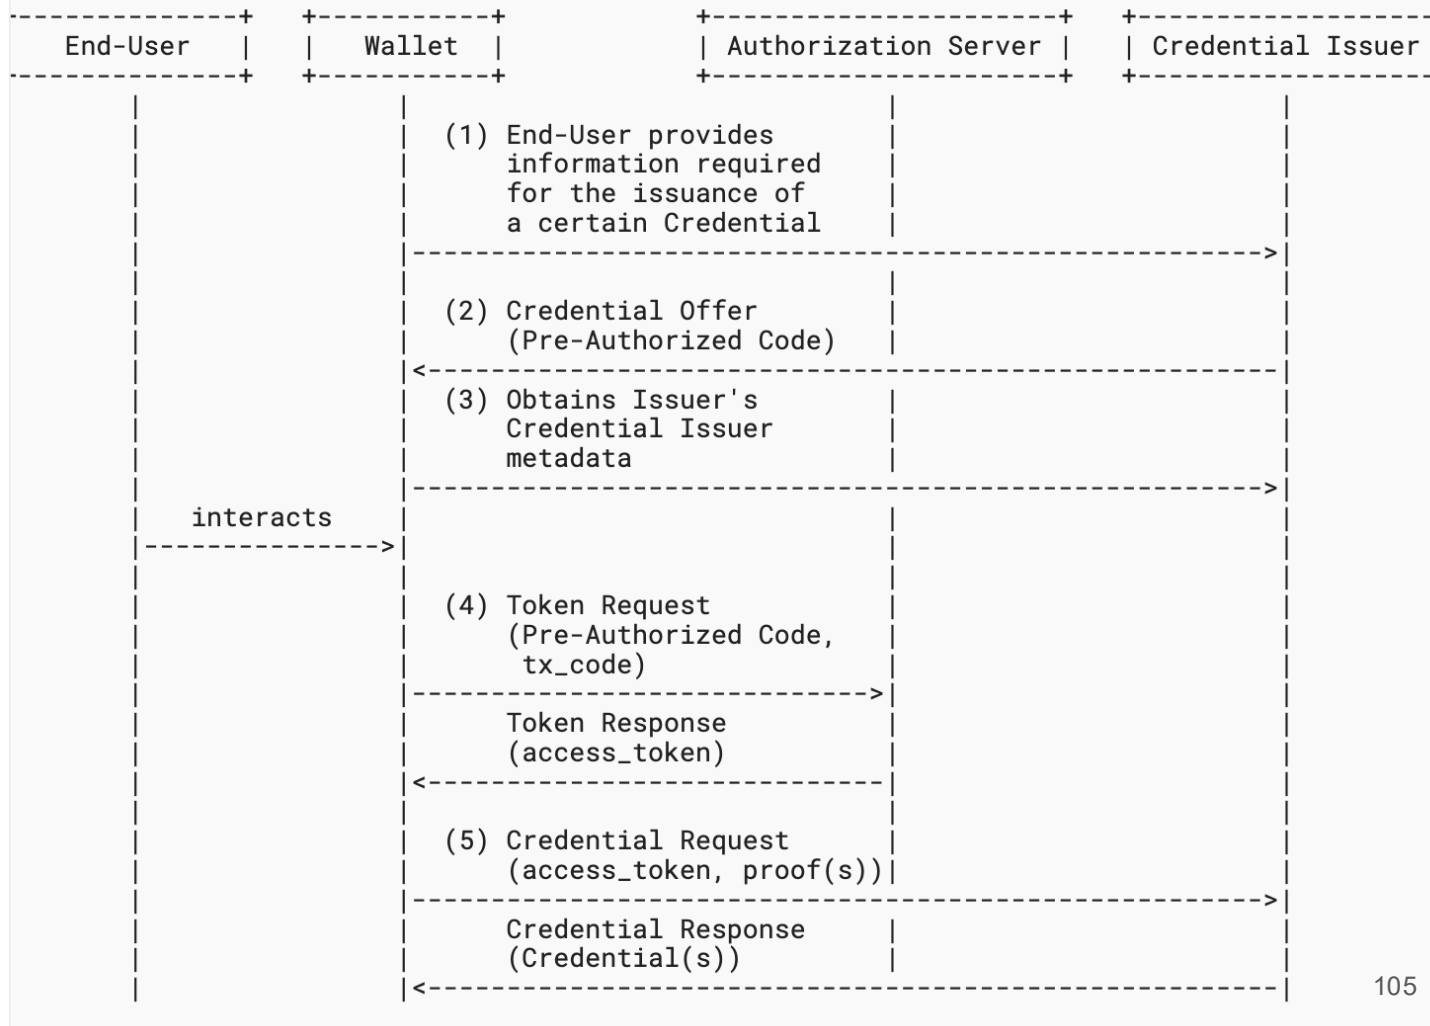 End-User | | Wallet | | Authorization Server | | Credential Issuer
(1) End-User provides
information required
for the issuance of
a certain Credential
(2) Credential Offer
(Pre-Authorized Code)
(3) Obtains Issuer's
Credential Issuer
metadata
interacts
(4) Token Request
(Pre-Authorized Code,
tx_code)
Token Response
(access_token)
(5) Credential Request
(access_token, proof(s))
Credential Response
(Credential(s))
105